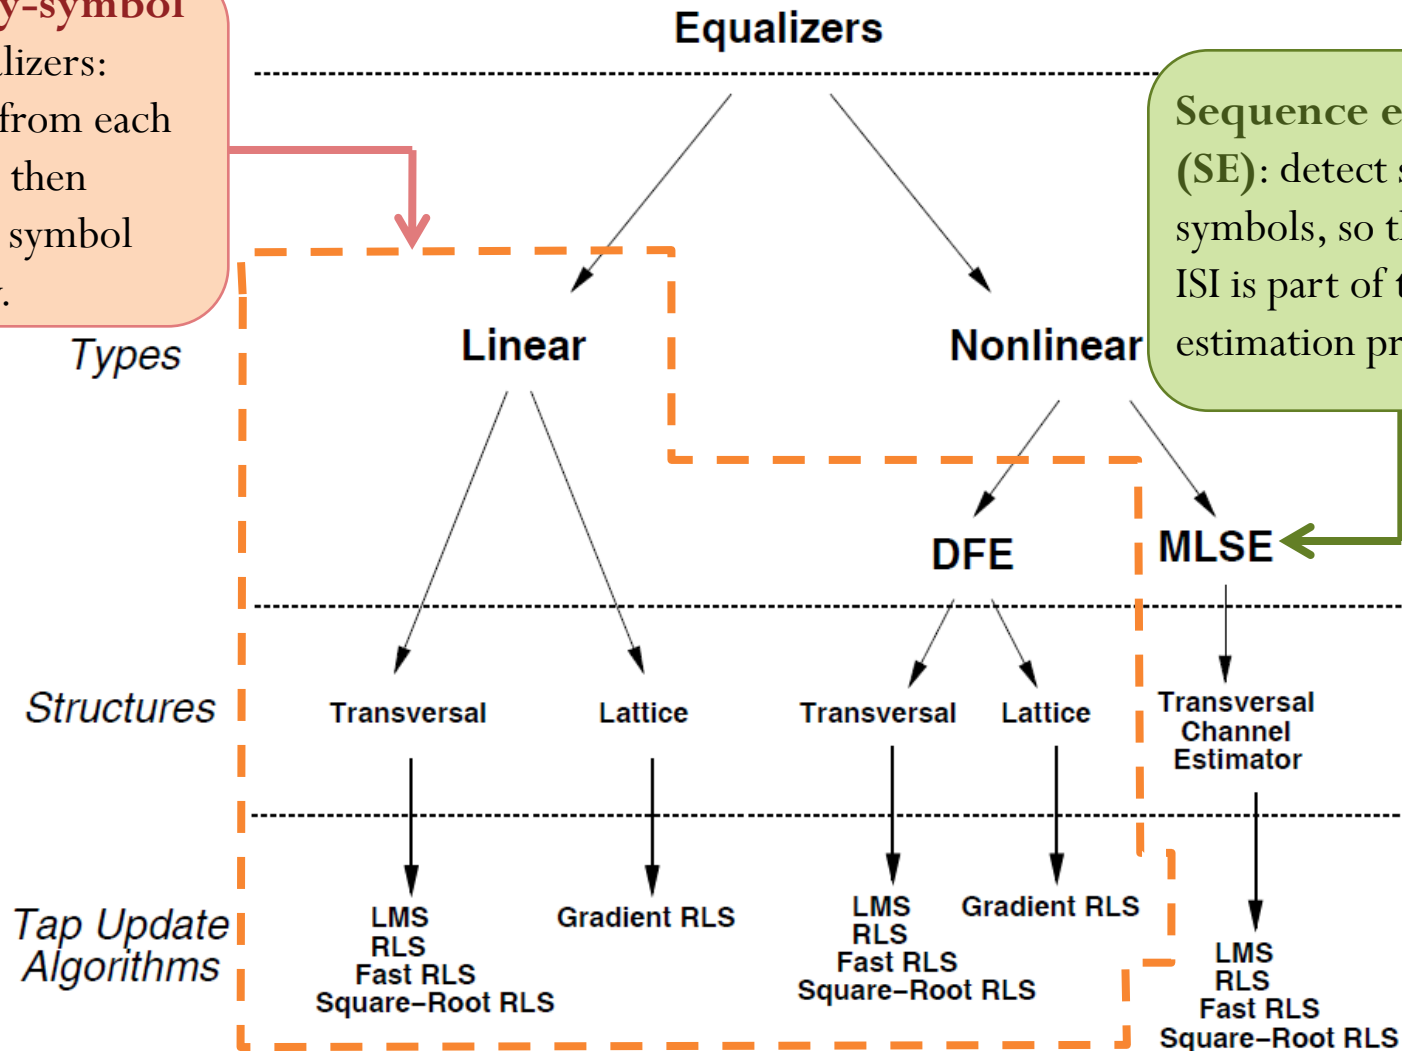 y-symbol
alizers:
from each
then
symbol
Equalizers
Sequence e
(SE): detect s
symbols, so th
ISI is part of t
estimation pr
Types
Linear
Nonlinear
DFE
MLSE
Structures
Transversal
Lattice
Transversal
Lattice
Transversal
Channel
Estimator
Tap Update
Algorithms
LMS
RLS
Fast RLS
Square–Root RLS
Gradient RLS
LMS
RLS
Fast RLS
Square–Root RLS
Gradient RLS
LMS
RLS
Fast RLS
Square–Root RLS